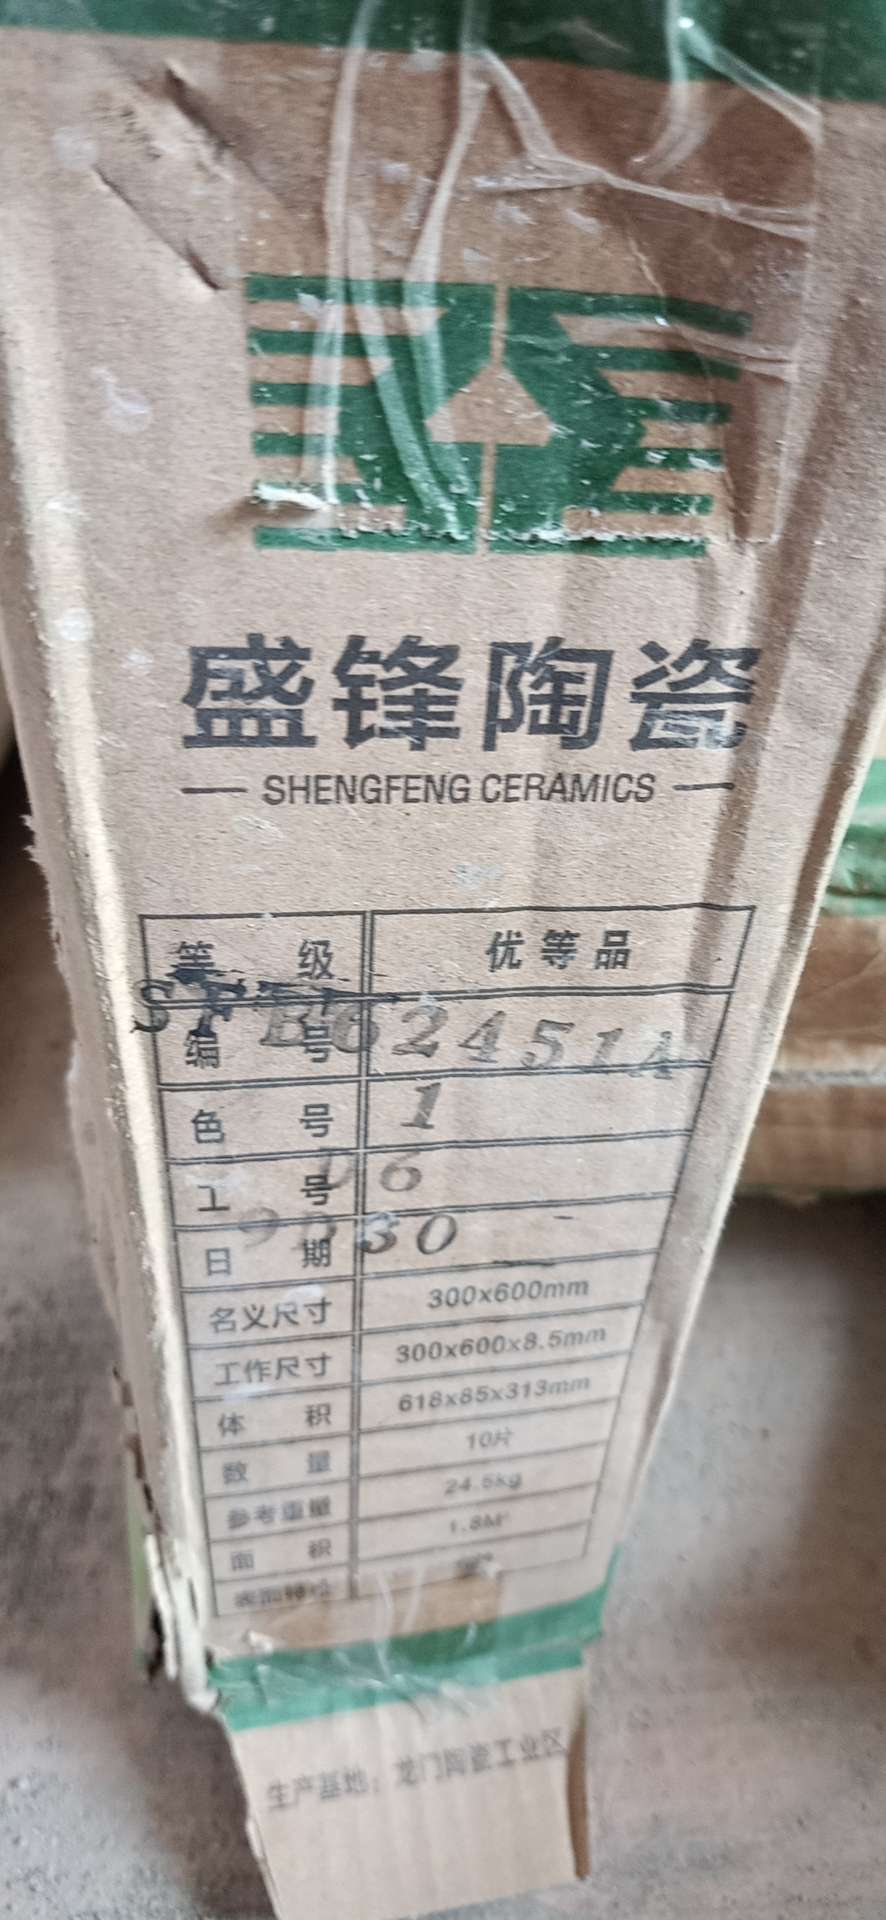 盛锋陶瓷
SHENGFENG CERAMICS
等级 优等品
编号 624514
色号 1
工号 06
日期 30
名义尺寸 300x600mm
工作尺寸 300x600x8.5mm
体积 618x85x313mm
数量 10片
参考重量 24.5kg
面积 1.8M²
生产基地：龙门陶瓷工业区